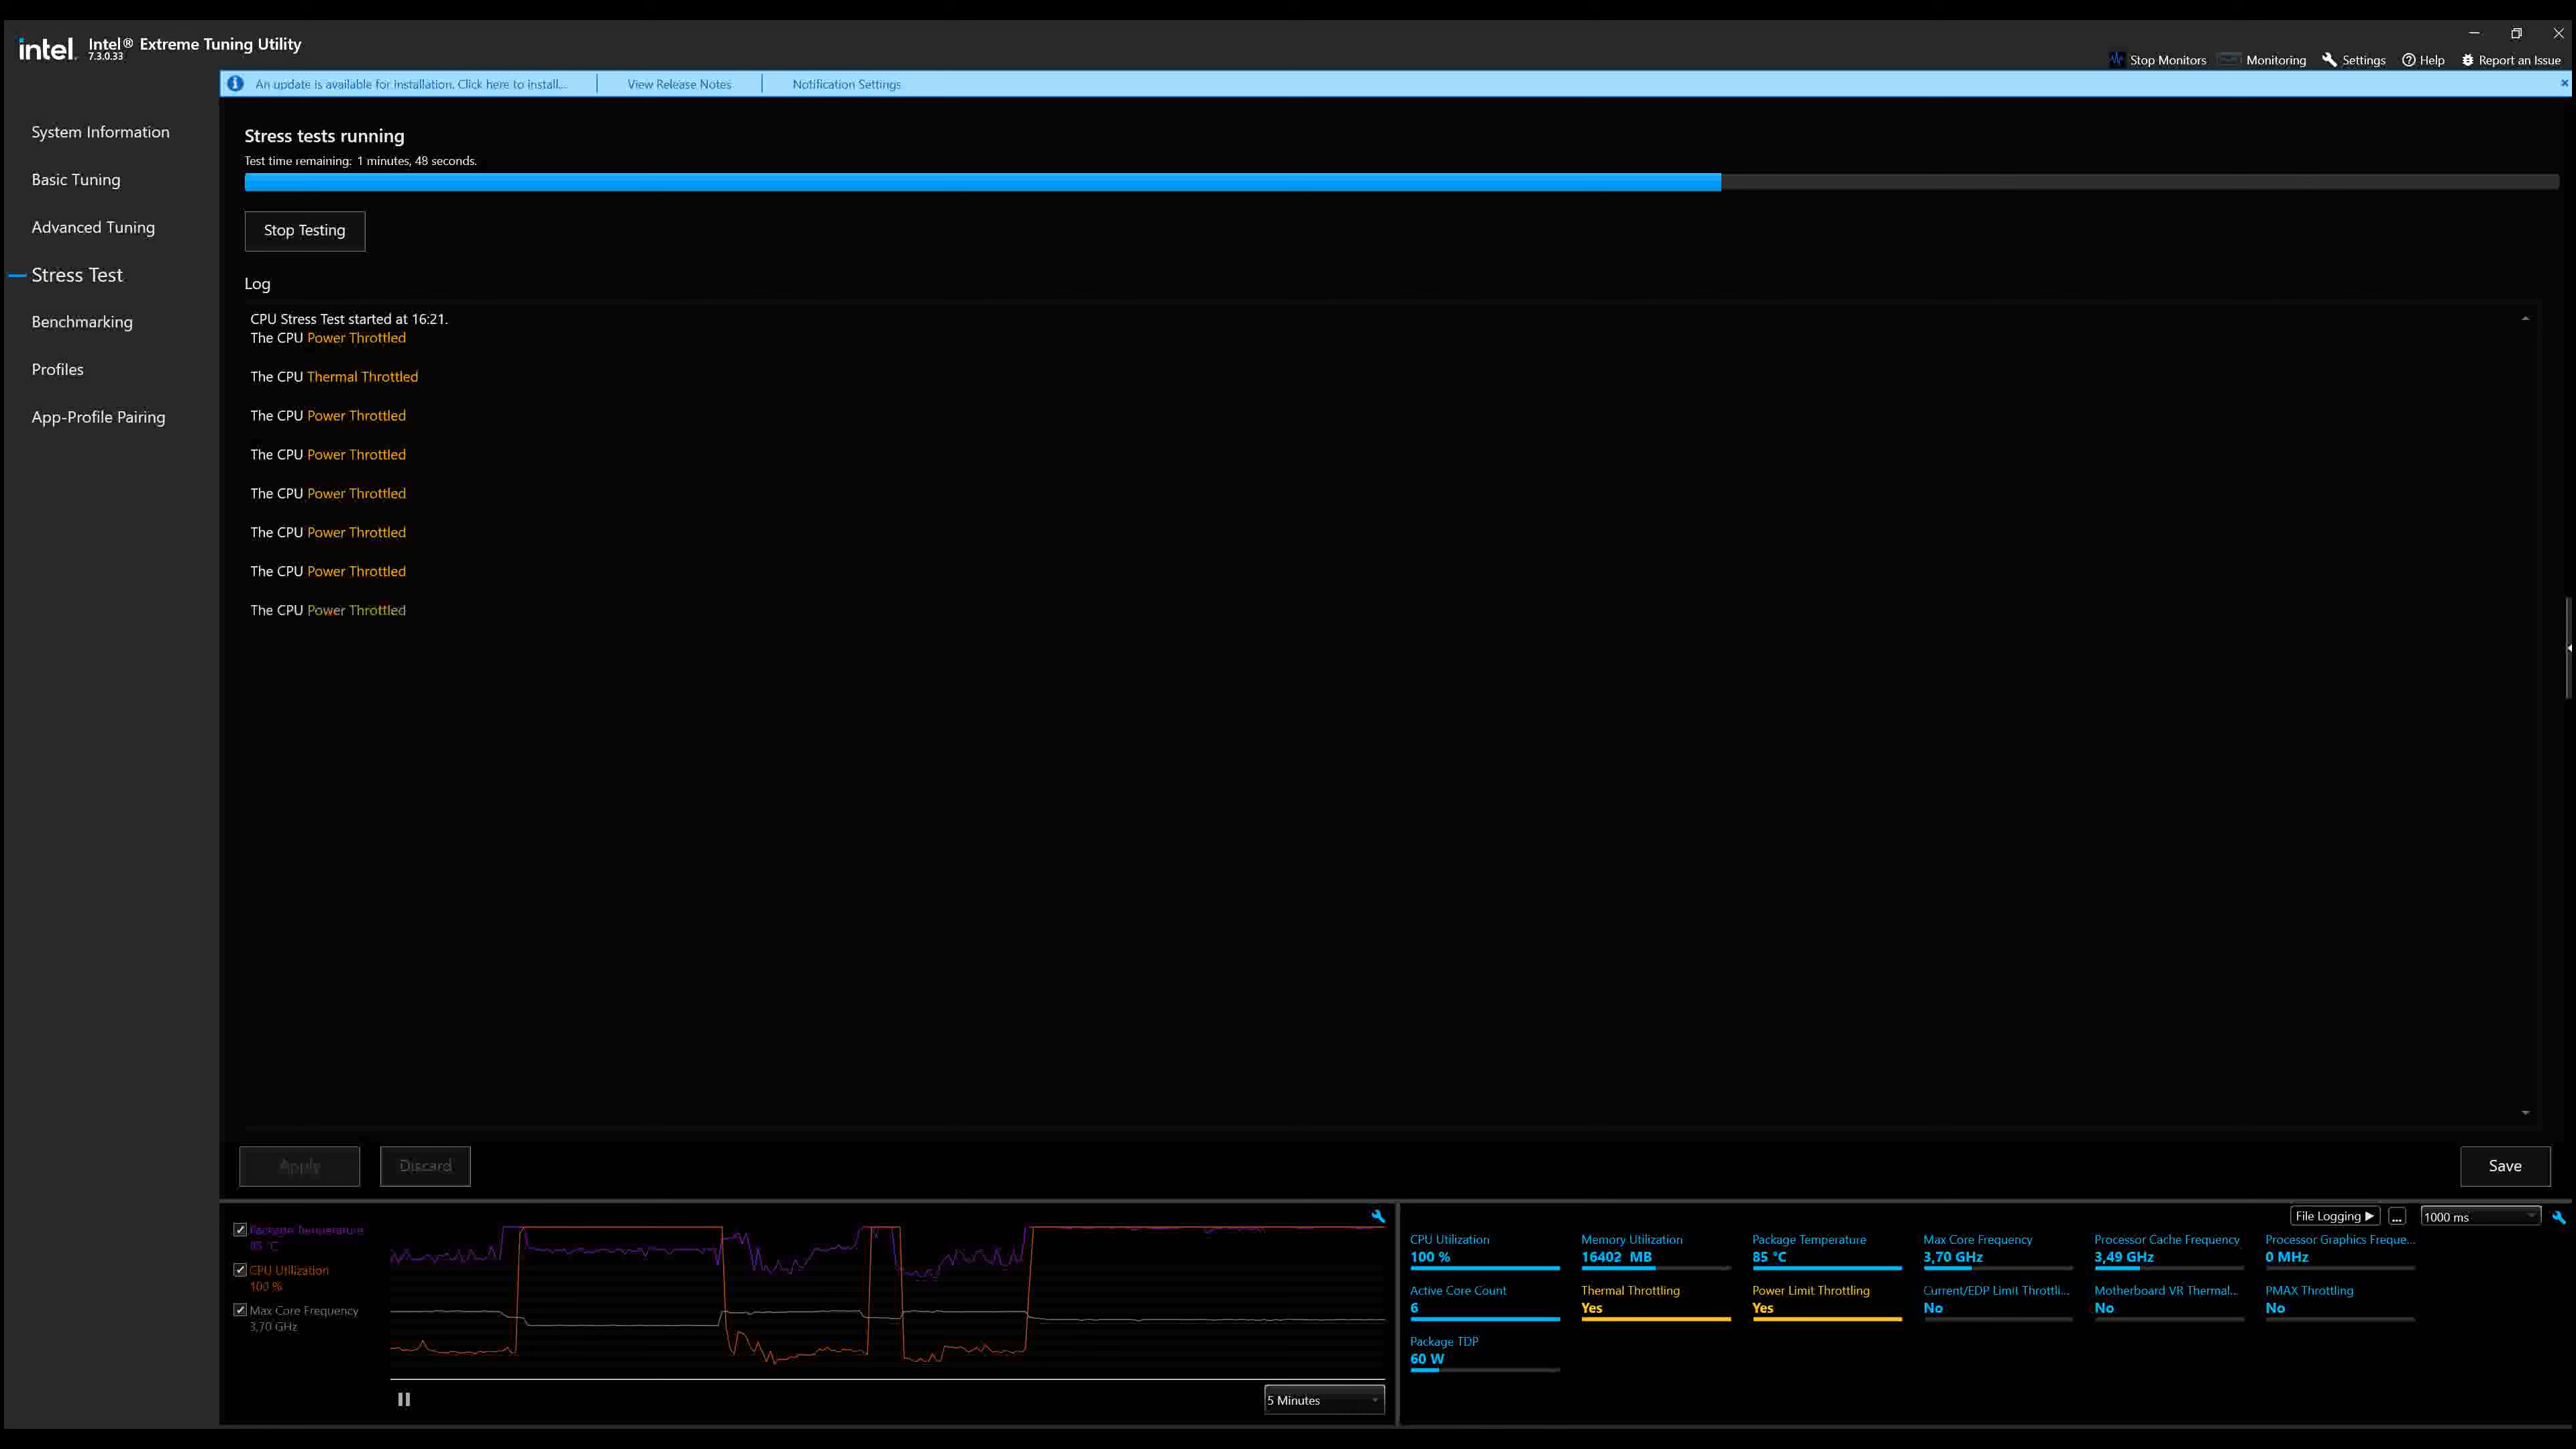 intel.
Intel® Extreme Tuning Utility
7.3.0.33
Stop Monitors
Monitoring
Settings
Help
Report an Issue
An update is available for installation. Click here to install...
View Release Notes
Notification Settings
System Information
Basic Tuning
Advanced Tuning
Stress Test
Benchmarking
Profiles
App-Profile Pairing
Stress tests running
Test time remaining: 1 minutes, 48 seconds.
Stop Testing
Log
CPU Stress Test started at 16:21.
The CPU Power Throttled
The CPU Thermal Throttled
The CPU Power Throttled
The CPU Power Throttled
The CPU Power Throttled
The CPU Power Throttled
The CPU Power Throttled
The CPU Power Throttled
Apply
Discard
Save
Package Temperature
85 °C
CPU Utilization
100 %
Max Core Frequency
3,70 GHz
5 Minutes
File Logging
...
1000 ms
CPU Utilization
100 %
Memory Utilization
16402 MB
Package Temperature
85 °C
Max Core Frequency
3,70 GHz
Processor Cache Frequency
3,49 GHz
Processor Graphics Freque...
0 MHz
Active Core Count
6
Thermal Throttling
Yes
Power Limit Throttling
Yes
Current/EDP Limit Throttli...
No
Motherboard VR Thermal...
No
PMAX Throttling
No
Package TDP
60 W